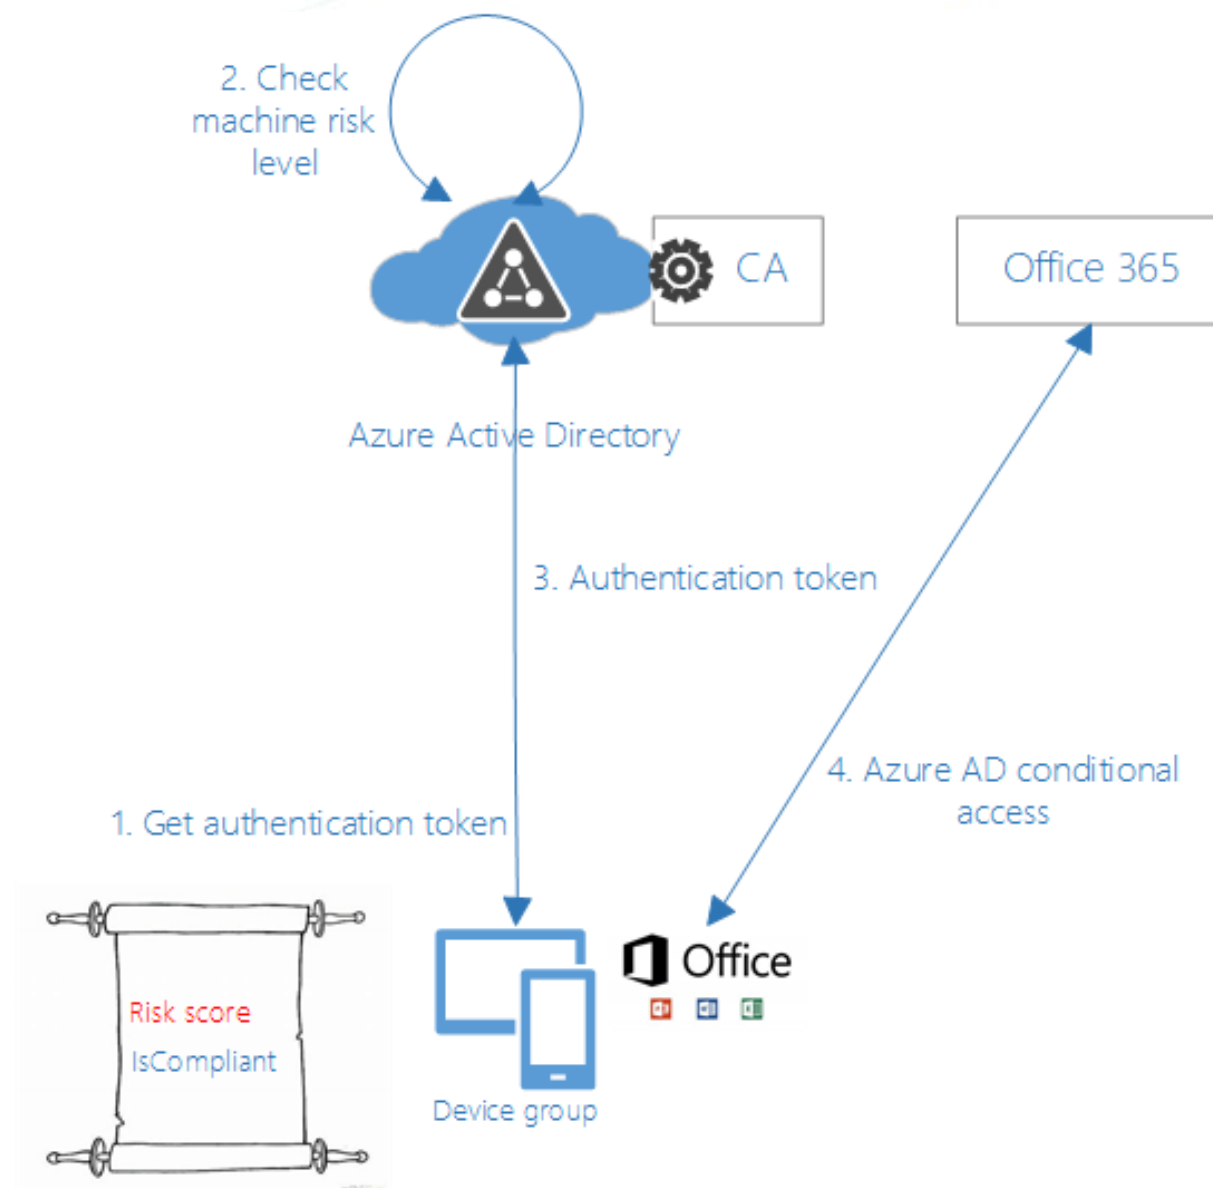 2. Check
machine risk
level
CA
Office 365
Azure Active Directory
3. Authentication token
4. Azure AD conditional
access
1. Get authentication token
Office
Risk score
IsCompliant
Device group